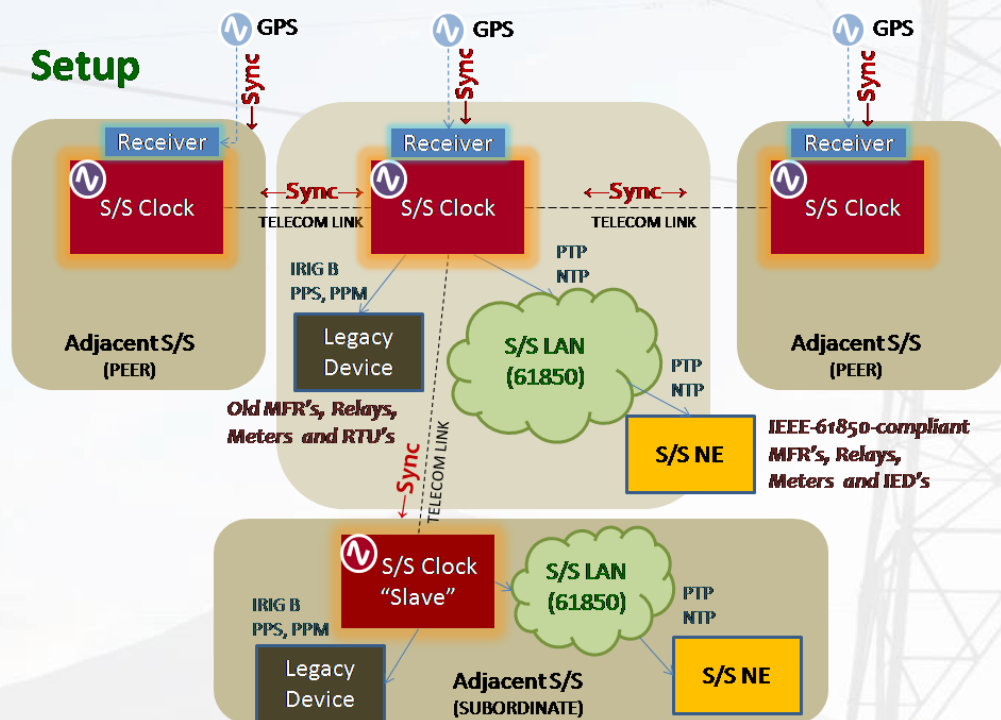 Setup
GPS
GPS
GPS
Sync
Sync
Sync
Receiver
S/S Clock
Adjacent S/S
(PEER)
←Sync→
TELECOM LINK
Receiver
S/S Clock
←Sync→
TELECOM LINK
Receiver
S/S Clock
Adjacent S/S
(PEER)
IRIG B
PPS, PPM
Legacy
Device
Old MFR's, Relays,
Meters and RTU's
PTP
NTP
S/S LAN
(61850)
PTP
NTP
S/S NE
IEEE-61850-compliant
MFR's, Relays,
Meters and IED's
Sync
TELECOM LINK
S/S Clock
"Slave"
IRIG B
PPS, PPM
Legacy
Device
S/S LAN
(61850)
PTP
NTP
S/S NE
Adjacent S/S
(SUBORDINATE)